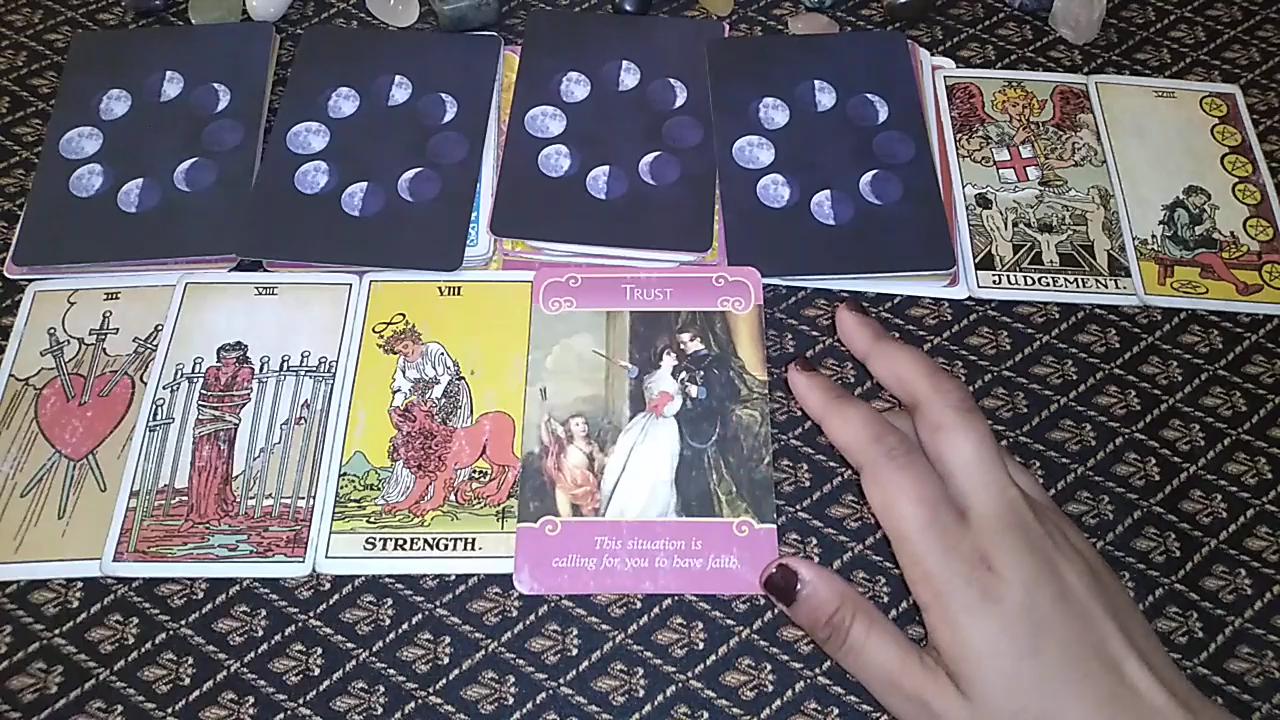 JUDGEMENT.
VIII
III
VIII
VIII
STRENGTH.
TRUST
This situation is
calling for you to have faith.